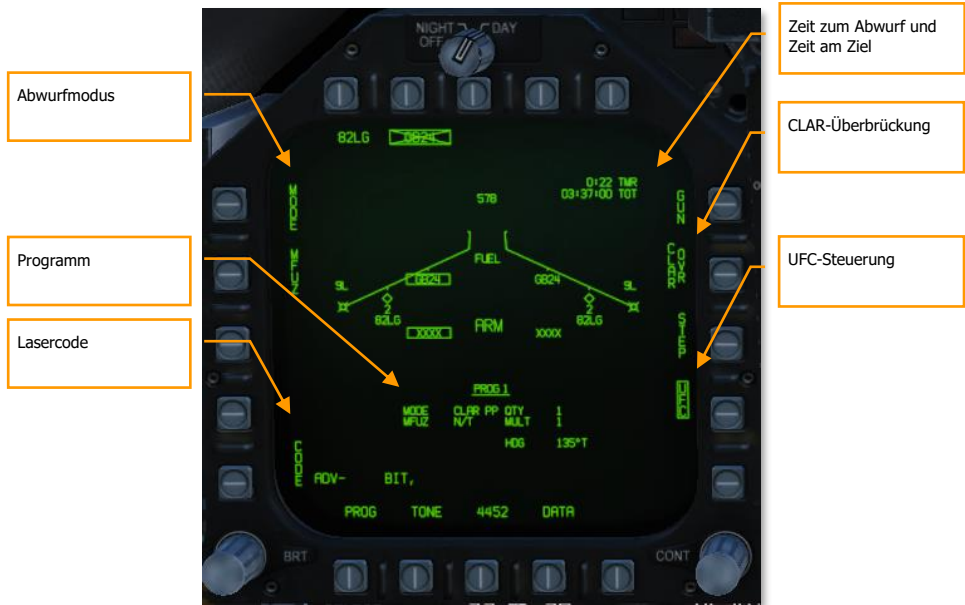 Zeit zum Abwurf und
Zeit am Ziel
Abwurfmodus
CLAR-Überbrückung
Programm
UFC-Steuerung
Lasercode
NIGHT DAY
OFF
82LG GB24
0:22 TMR
03:37:00 TOT
MODE
578
GUN
MFUZ
FUEL
CLAR OVR
9L GB24 GB24 9L
2 2
82LG 82LG
XXXX ARM XXXX
STEP
PROG 1
UFC
MODE CLAR PP QTY 1
MFUZ N/T MULT 1
HDG 135°T
CODE
ADV- BIT,
PROG TONE 4452 DATA
BRT CONT